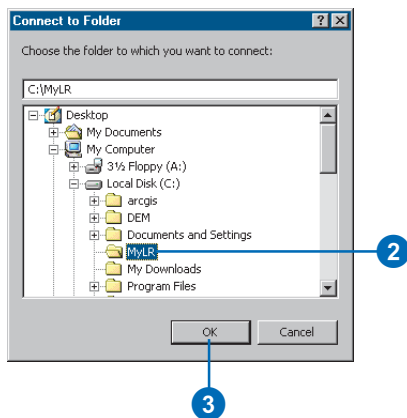 Connect to Folder
Choose the folder to which you want to connect:
C:\MyLR
Desktop
My Documents
My Computer
3½ Floppy (A:)
Local Disk (C:)
arcgis
DEM
Documents and Settings
MyLR
2
My Downloads
Program Files
OK
Cancel
3